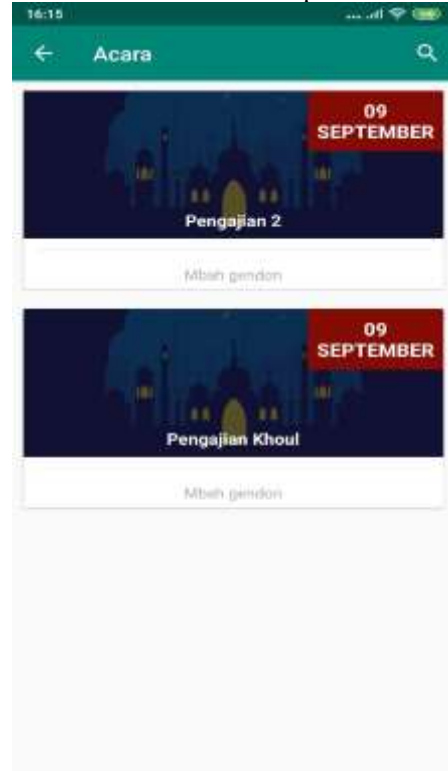 16:15
Acara
09
SEPTEMBER
Pengajian 2
Mbah gendon
09
SEPTEMBER
Pengajian Khoul
Mbah gendon